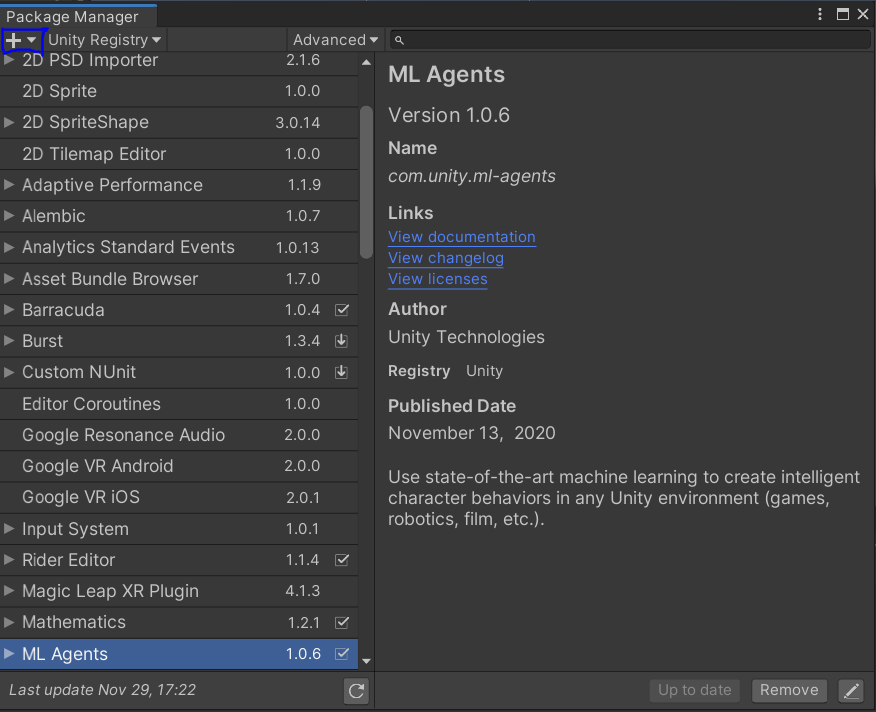 Package Manager
Unity Registry Advanced
2D PSD Importer 2.1.6
2D Sprite 1.0.0
2D SpriteShape 3.0.14
2D Tilemap Editor 1.0.0
Adaptive Performance 1.1.9
Alembic 1.0.7
Analytics Standard Events 1.0.13
Asset Bundle Browser 1.7.0
Barracuda 1.0.4
Burst 1.3.4
Custom NUnit 1.0.0
Editor Coroutines 1.0.0
Google Resonance Audio 2.0.0
Google VR Android 2.0.0
Google VR iOS 2.0.1
Input System 1.0.1
Rider Editor 1.1.4
Magic Leap XR Plugin 4.1.3
Mathematics 1.2.1
ML Agents 1.0.6
Last update Nov 29, 17:22
ML Agents
Version 1.0.6
Name
com.unity.ml-agents
Links
View documentation
View changelog
View licenses
Author
Unity Technologies
Registry Unity
Published Date
November 13, 2020
Use state-of-the-art machine learning to create intelligent
character behaviors in any Unity environment (games,
robotics, film, etc.).
Up to date Remove